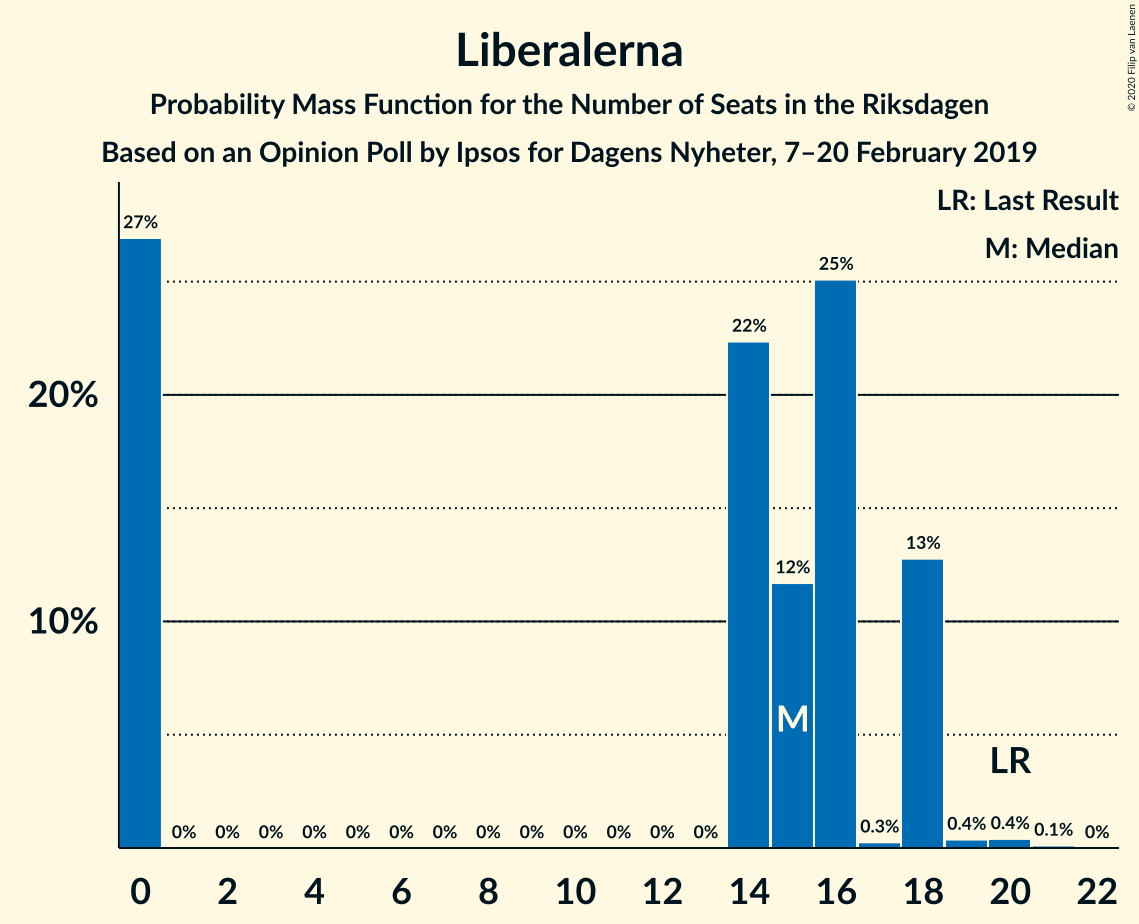 © 2020 Filip van Laenen
Liberalerna
Probability Mass Function for the Number of Seats in the Riksdagen
Based on an Opinion Poll by Ipsos for Dagens Nyheter, 7–20 February 2019
LR: Last Result
M: Median
27%
25%
22%
20%
13%
12%
10%
M
LR
0% 0% 0% 0% 0% 0% 0% 0% 0% 0% 0% 0% 0% 0.3% 0.4% 0.4% 0.1% 0%
0 2 4 6 8 10 12 14 16 18 20 22